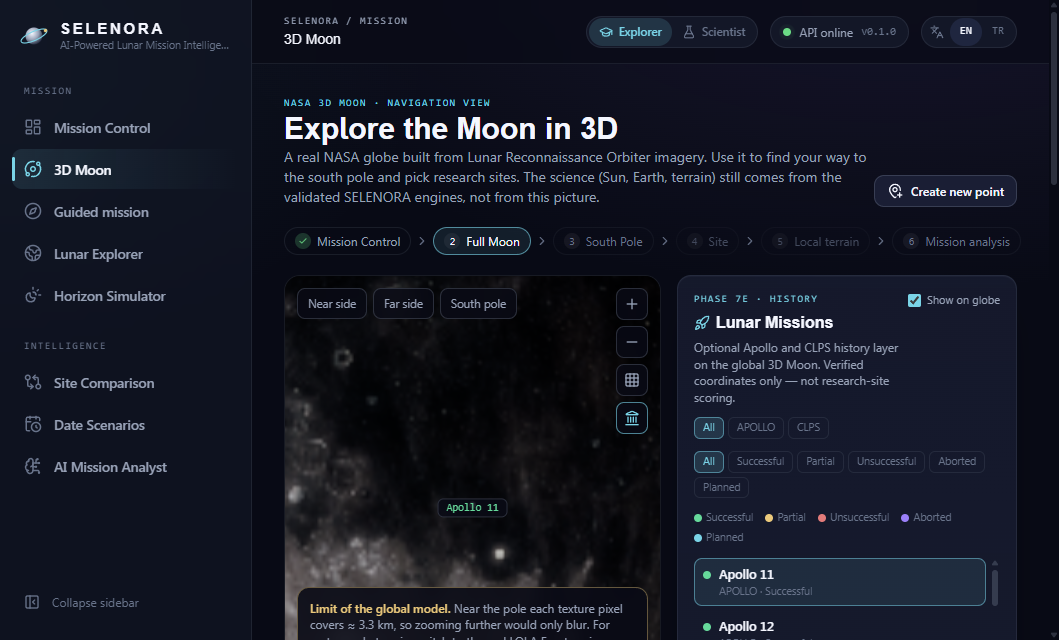 SELENORA
AI-Powered Lunar Mission Intellige...
MISSION
Mission Control
3D Moon
Guided mission
Lunar Explorer
Horizon Simulator
INTELLIGENCE
Site Comparison
Date Scenarios
AI Mission Analyst
Collapse sidebar
SELENORA / MISSION
3D Moon
Explorer
Scientist
API online v0.1.0
EN
TR
NASA 3D MOON · NAVIGATION VIEW
Explore the Moon in 3D
A real NASA globe built from Lunar Reconnaissance Orbiter imagery. Use it to find your way to
the south pole and pick research sites. The science (Sun, Earth, terrain) still comes from the
validated SELENORA engines, not from this picture.
Create new point
Mission Control
2 Full Moon
3 South Pole
4 Site
5 Local terrain
6 Mission analysis
Near side
Far side
South pole
Apollo 11
Limit of the global model. Near the pole each texture pixel
covers ≈ 3.3 km, so zooming further would only blur. For
PHASE 7E · HISTORY
Show on globe
Lunar Missions
Optional Apollo and CLPS history layer
on the global 3D Moon. Verified
coordinates only — not research-site
scoring.
All
APOLLO
CLPS
All
Successful
Partial
Unsuccessful
Aborted
Planned
Successful
Partial
Unsuccessful
Aborted
Planned
Apollo 11
APOLLO · Successful
Apollo 12